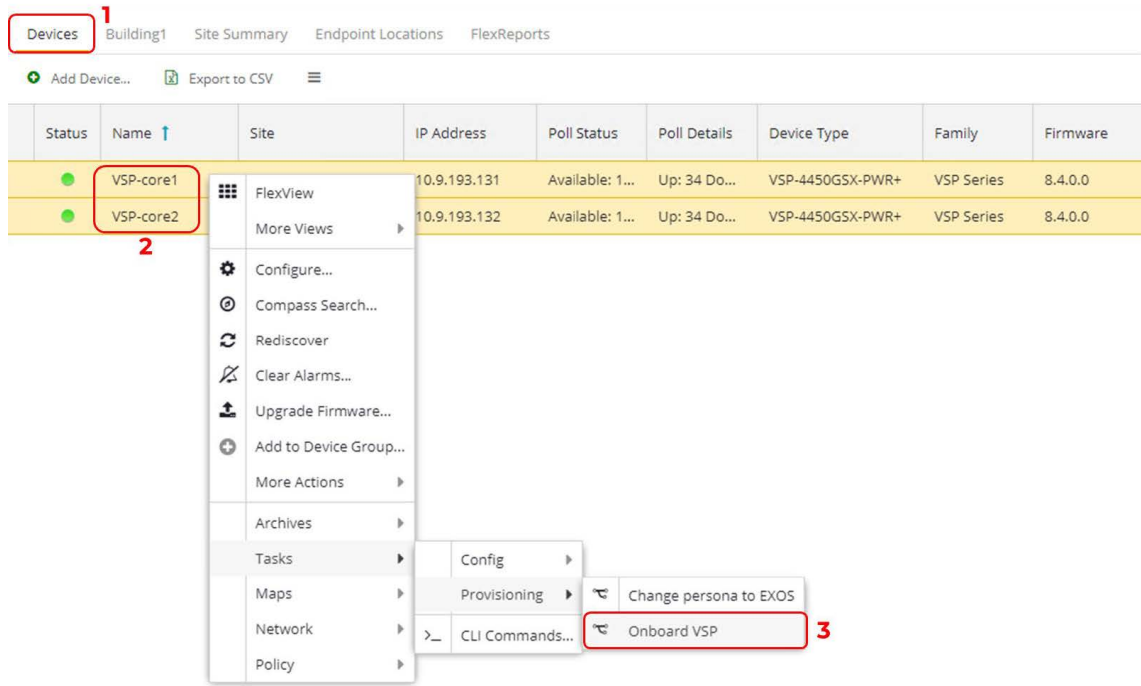 1
Devices Building1 Site Summary Endpoint Locations FlexReports
Add Device... Export to CSV
Status Name Site IP Address Poll Status Poll Details Device Type Family Firmware
VSP-core1 10.9.193.131 Available: 1... Up: 34 Do... VSP-4450GSX-PWR+ VSP Series 8.4.0.0
VSP-core2 10.9.193.132 Available: 1... Up: 34 Do... VSP-4450GSX-PWR+ VSP Series 8.4.0.0
2
FlexView
More Views
Configure...
Compass Search...
Rediscover
Clear Alarms...
Upgrade Firmware...
Add to Device Group...
More Actions
Archives
Tasks
Maps
Network
Policy
Config
Provisioning
CLI Commands...
Change persona to EXOS
Onboard VSP 3